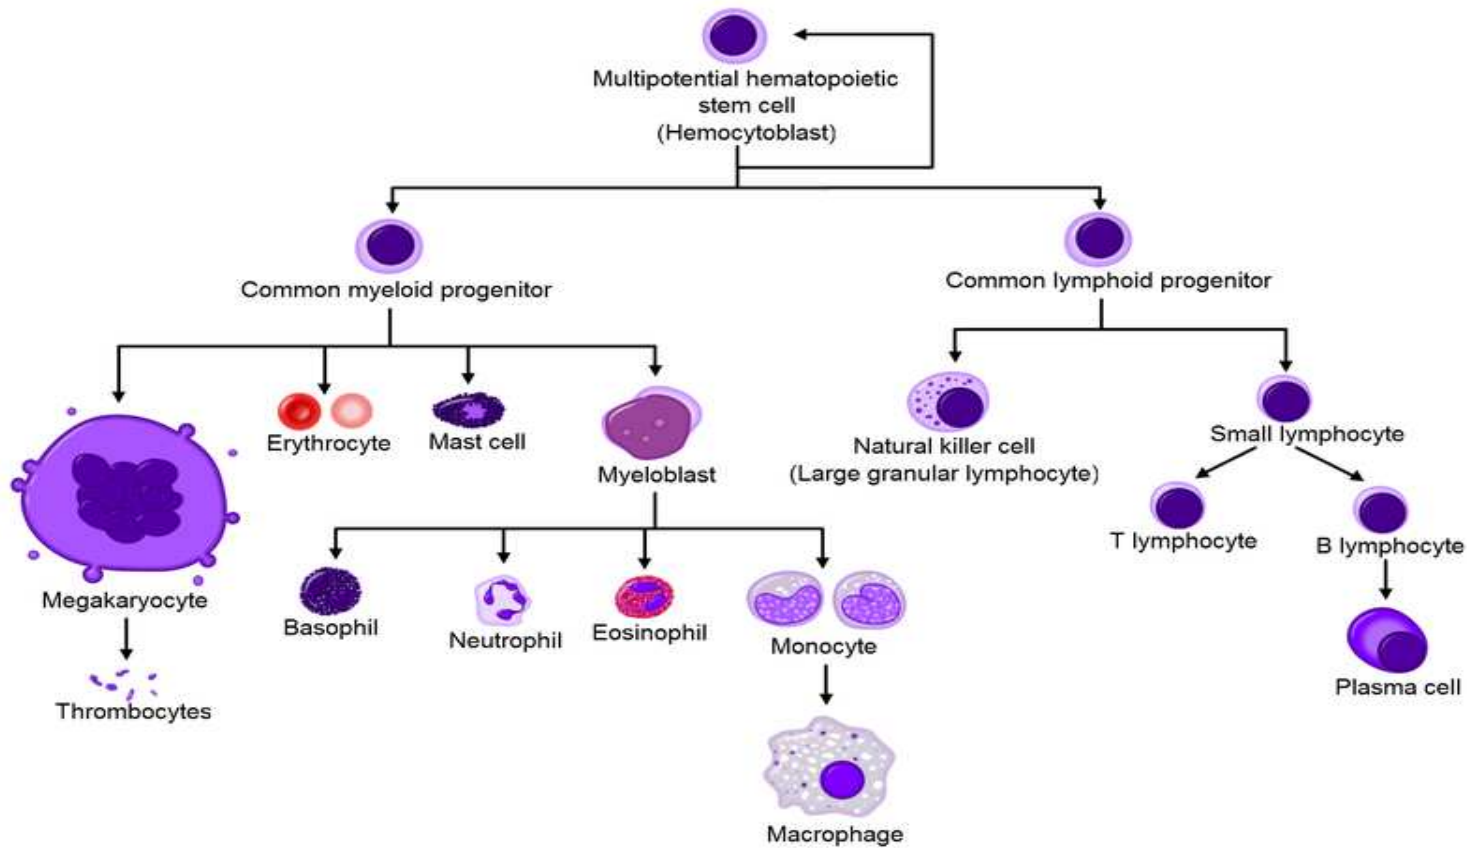 Multipotential hematopoietic
stem cell
(Hemocytoblast)
Common myeloid progenitor
Common lymphoid progenitor
Erythrocyte
Mast cell
Myeloblast
Natural killer cell
(Large granular lymphocyte)
Small lymphocyte
T lymphocyte
B lymphocyte
Megakaryocyte
Basophil
Neutrophil
Eosinophil
Monocyte
Plasma cell
Thrombocytes
Macrophage